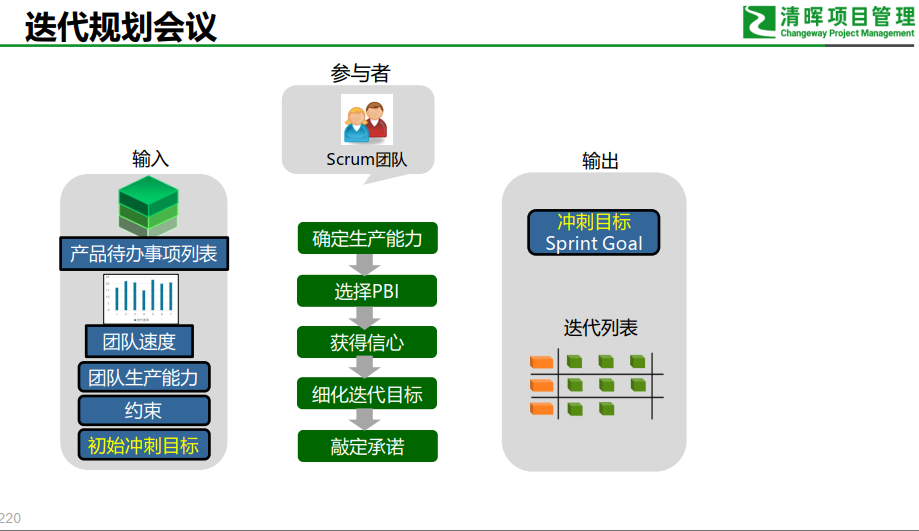 迭代规划会议
清晖项目管理
Changeway Project Management
参与者
Scrum团队
输入
产品待办事项列表
团队速度
团队生产能力
约束
初始冲刺目标
确定生产能力
选择PBI
获得信心
细化迭代目标
敲定承诺
输出
冲刺目标
Sprint Goal
迭代列表
220